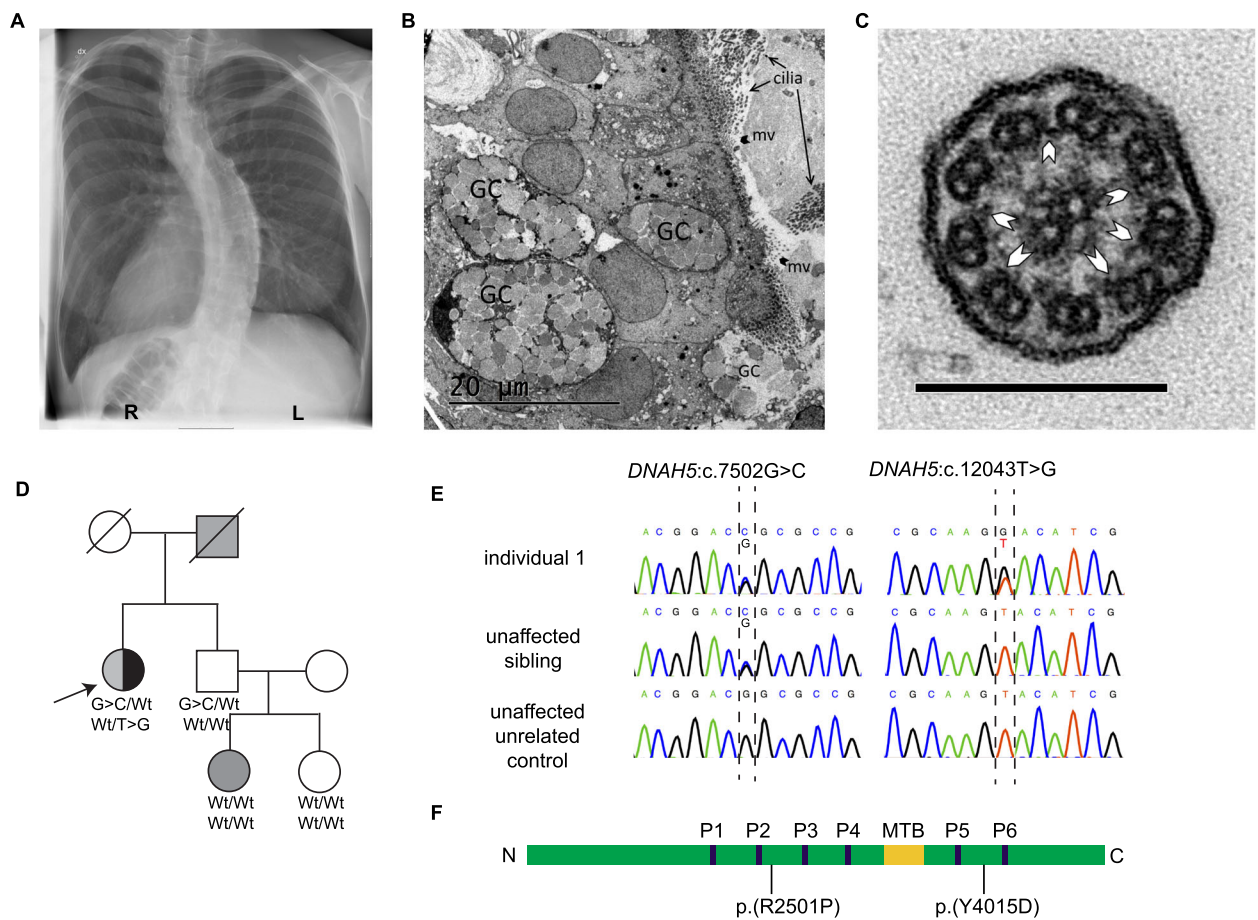 A
B
C
dx
R
L
cilia
mv
GC
GC
mv
GC
GC
20 µm
D
G>C/Wt
Wt/T>G
G>C/Wt
Wt/Wt
Wt/Wt
Wt/Wt
Wt/Wt
Wt/Wt
E
DNAH5:c.7502G>C
DNAH5:c.12043T>G
individual 1
A C G G A C C G C G C C G
G
C G C A A G G A C A T C G
T
unaffected
sibling
A C G G A C C G C G C C G
G
C G C A A G T A C A T C G
unaffected
unrelated
control
A C G G A C G G C G C C G
C G C A A G T A C A T C G
F
P1 P2 P3 P4 MTB P5 P6
N
C
p.(R2501P)
p.(Y4015D)